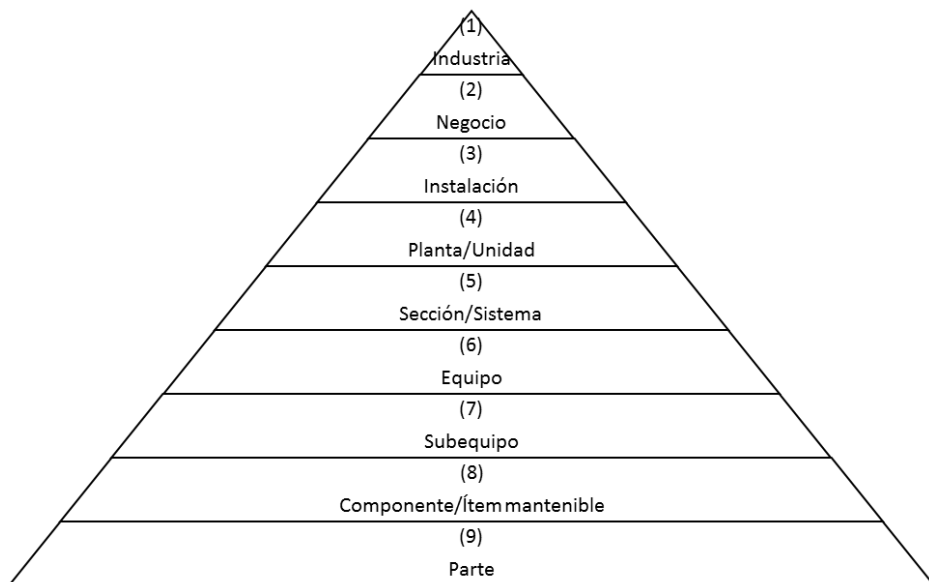 (1)
Industria
(2)
Negocio
(3)
Instalación
(4)
Planta/Unidad
(5)
Sección/Sistema
(6)
Equipo
(7)
Subequipo
(8)
Componente/Ítem mantenible
(9)
Parte